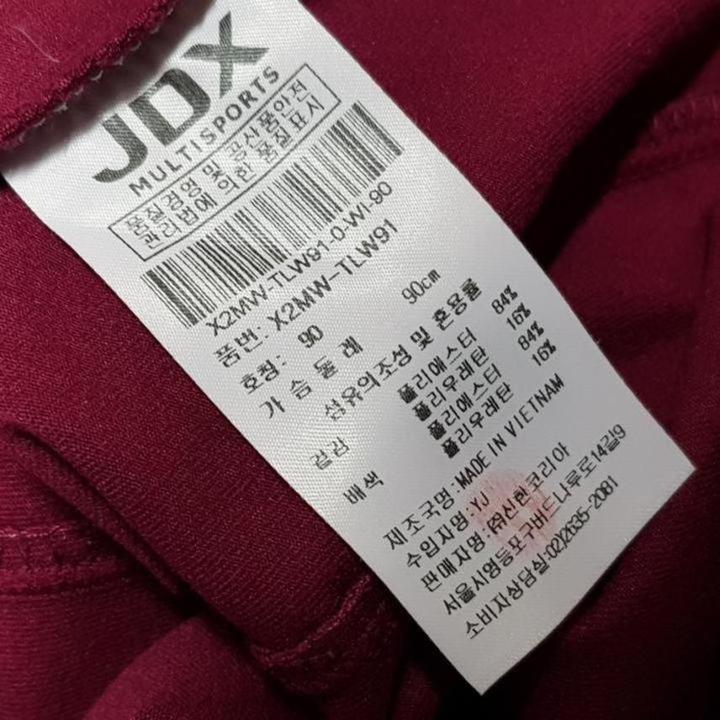 JDX
MULTISPORTS
품질경영 및 공산품안전
관리법에 의한 품질표시
X2MW-TLW91-0-WI-90
품번: X2MW-TLW91
호칭: 90
가슴둘레 90cm
섬유의조성 및 혼용률
겉감 폴리에스터 84%
폴리우레탄 16%
배색 폴리에스터 84%
폴리우레탄 16%
제조국명:MADE IN VIETNAM
수입자명:YJ
판매자명:㈜신한코리아
서울시영등포구버드나루로14길9
소비자상담실:02)2635-2081